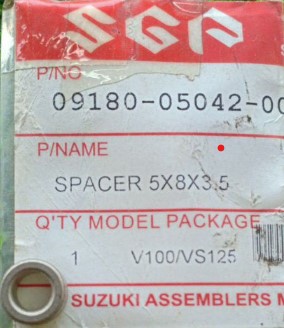 SGP
P/NO
09180-05042-00
P/NAME
SPACER 5X8X3.5
Q'TY MODEL PACKAGE
1 V100/VS125
SUZUKI ASSEMBLERS M